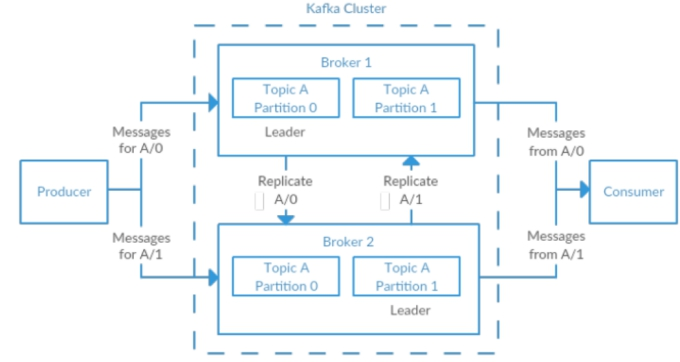 Kafka Cluster
Broker 1
Topic A
Partition 0
Topic A
Partition 1
Leader
Messages
for A/0
Messages
from A/0
Replicate
A/0
Replicate
A/1
Producer
Consumer
Messages
for A/1
Messages
from A/1
Broker 2
Topic A
Partition 0
Topic A
Partition 1
Leader